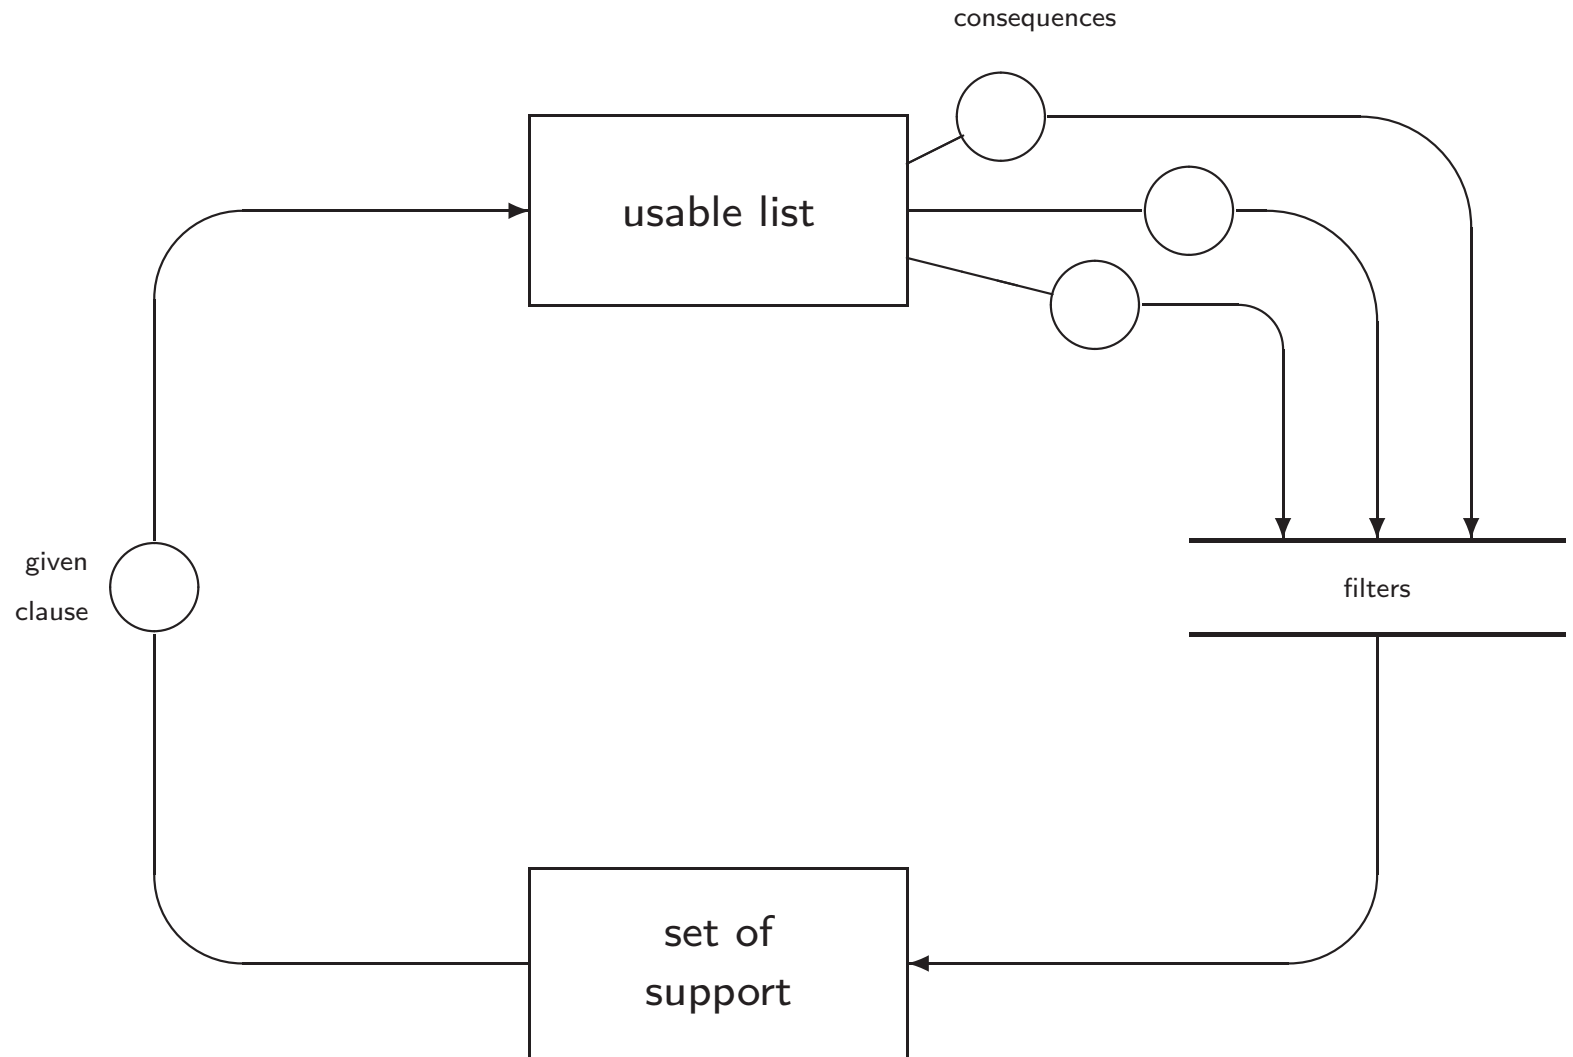 consequences
usable list
given
clause
filters
set of
support